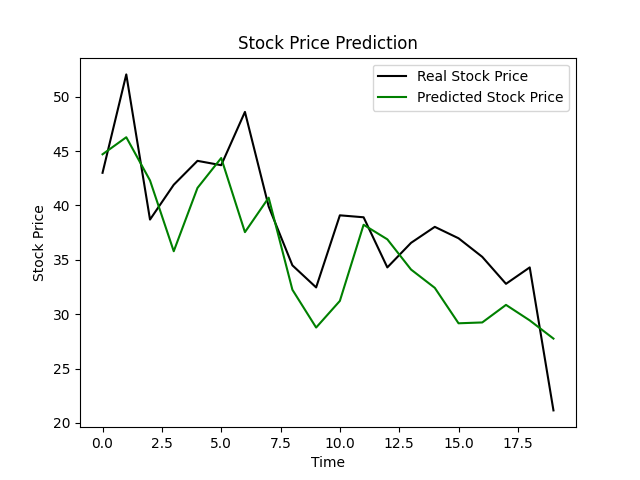 Stock Price Prediction
Real Stock Price
Predicted Stock Price
Stock Price
50
45
40
35
30
25
20
0.0 2.5 5.0 7.5 10.0 12.5 15.0 17.5
Time